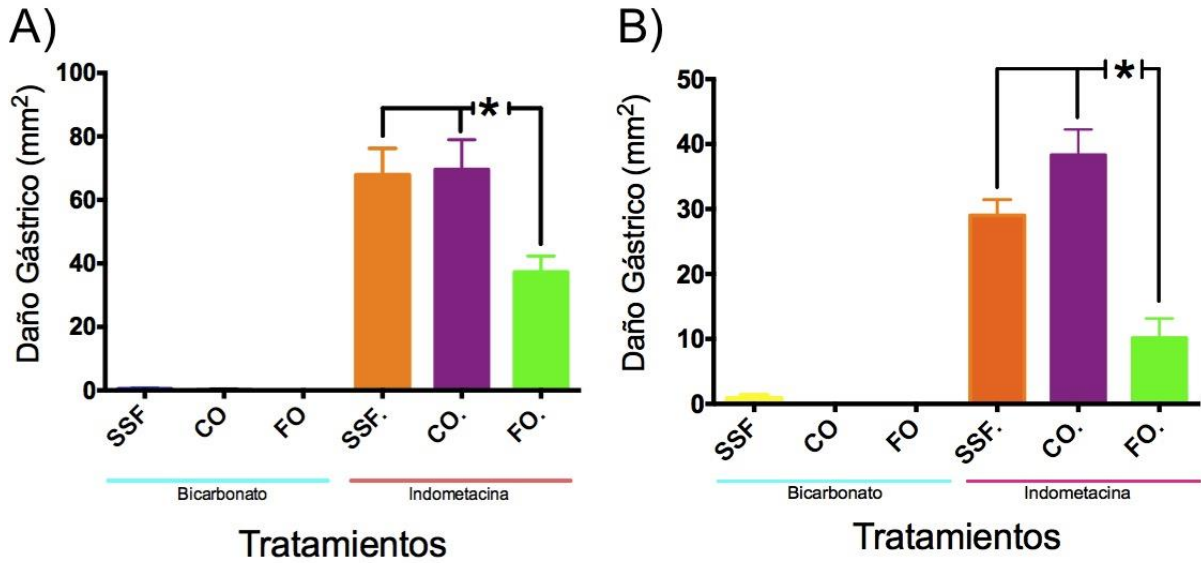 A)
Daño Gástrico (mm²)
100
80
60
40
20
0
*
SSF
CO
FO
SSF.
CO.
FO.
Bicarbonato
Indometacina
Tratamientos
B)
Daño Gástrico (mm²)
50
40
30
20
10
0
*
SSF
CO
FO
SSF.
CO.
FO.
Bicarbonato
Indometacina
Tratamientos